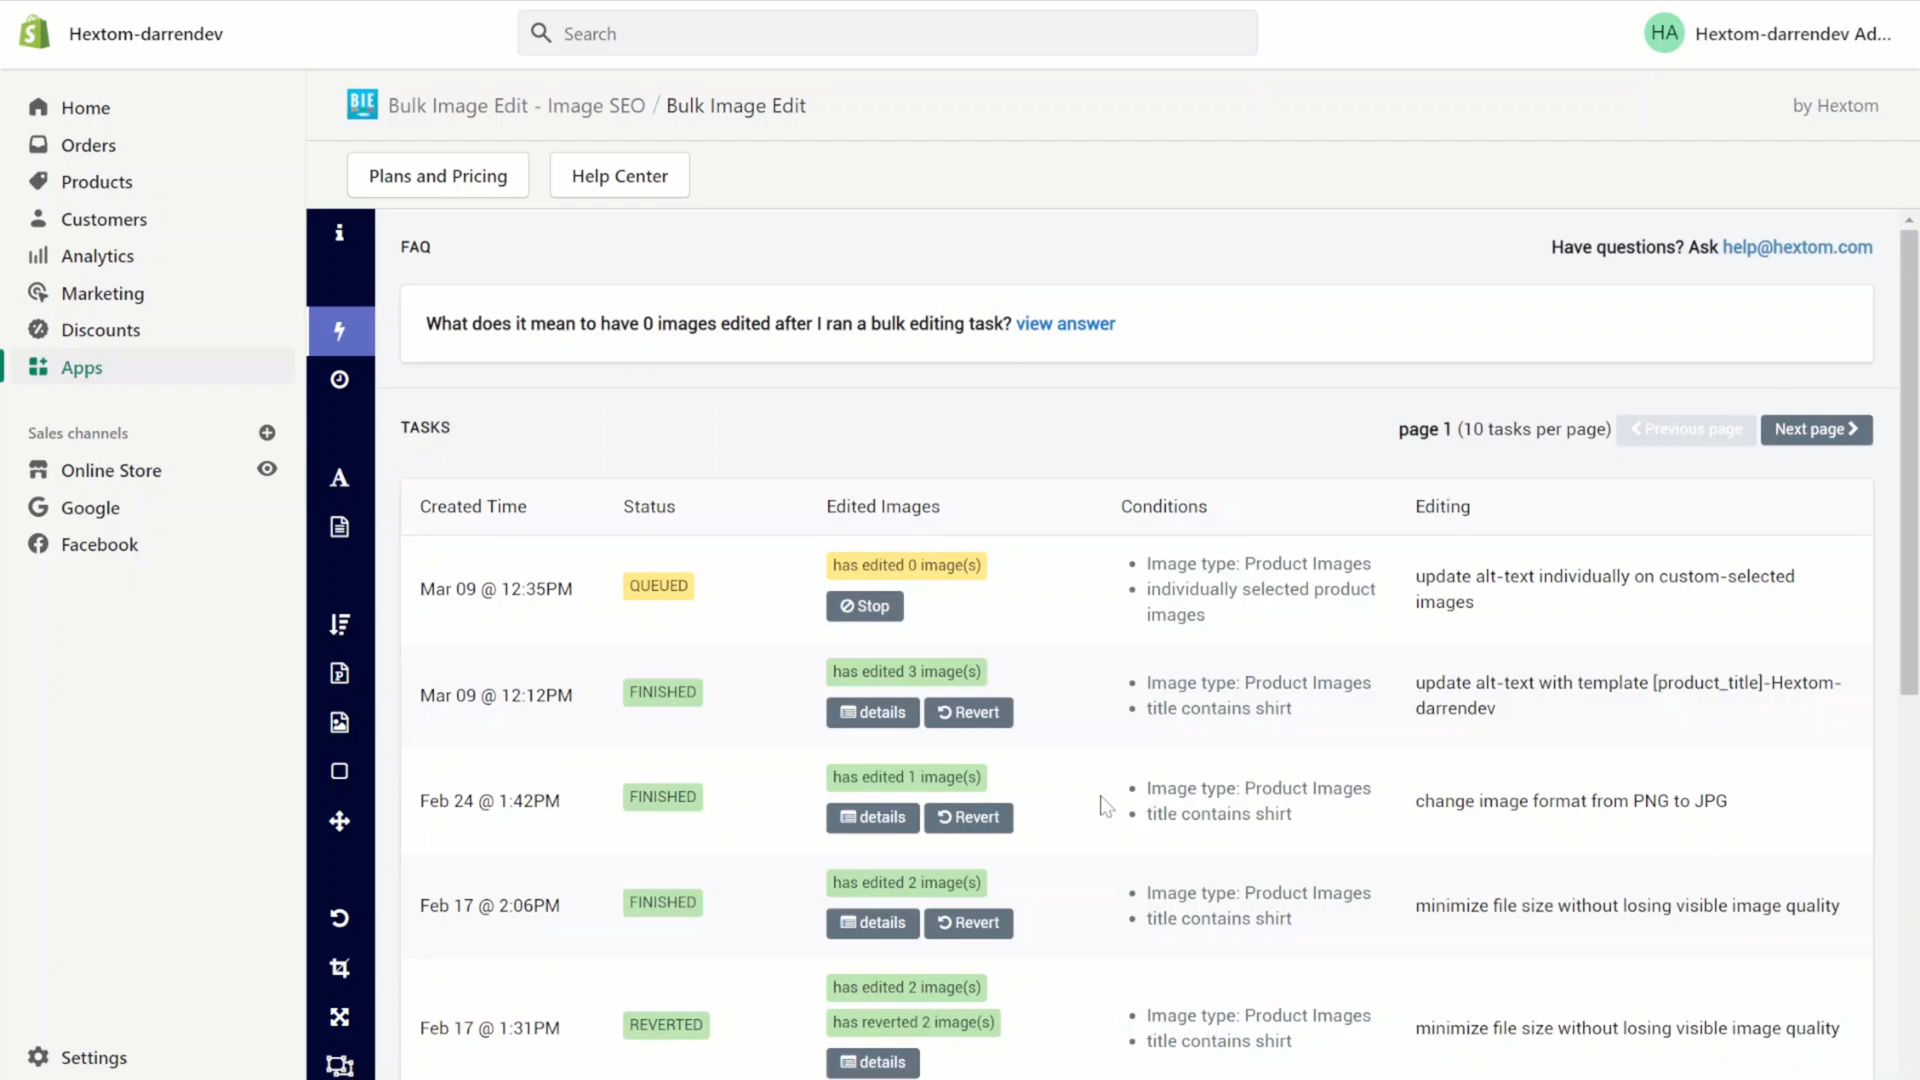 Hextom-darrendev
Search
HA
Hextom-darrendev Ad...
Home
Orders
Products
Customers
Analytics
Marketing
Discounts
Apps
Sales channels
Online Store
Google
Facebook
Settings
BIE
Bulk Image Edit - Image SEO / Bulk Image Edit
by Hextom
Plans and Pricing
Help Center
FAQ
Have questions? Ask help@hextom.com
What does it mean to have 0 images edited after I ran a bulk editing task? view answer
TASKS
page 1 (10 tasks per page)
Previous page
Next page
Created Time
Status
Edited Images
Conditions
Editing
Mar 09 @ 12:35PM
QUEUED
has edited 0 image(s)
Stop
• Image type: Product Images
• individually selected product
images
update alt-text individually on custom-selected
images
Mar 09 @ 12:12PM
FINISHED
has edited 3 image(s)
details
Revert
• Image type: Product Images
• title contains shirt
update alt-text with template [product_title]-Hextom-
darrendev
Feb 24 @ 1:42PM
FINISHED
has edited 1 image(s)
details
Revert
• Image type: Product Images
• title contains shirt
change image format from PNG to JPG
Feb 17 @ 2:06PM
FINISHED
has edited 2 image(s)
details
Revert
• Image type: Product Images
• title contains shirt
minimize file size without losing visible image quality
Feb 17 @ 1:31PM
REVERTED
has edited 2 image(s)
has reverted 2 image(s)
details
• Image type: Product Images
• title contains shirt
minimize file size without losing visible image quality